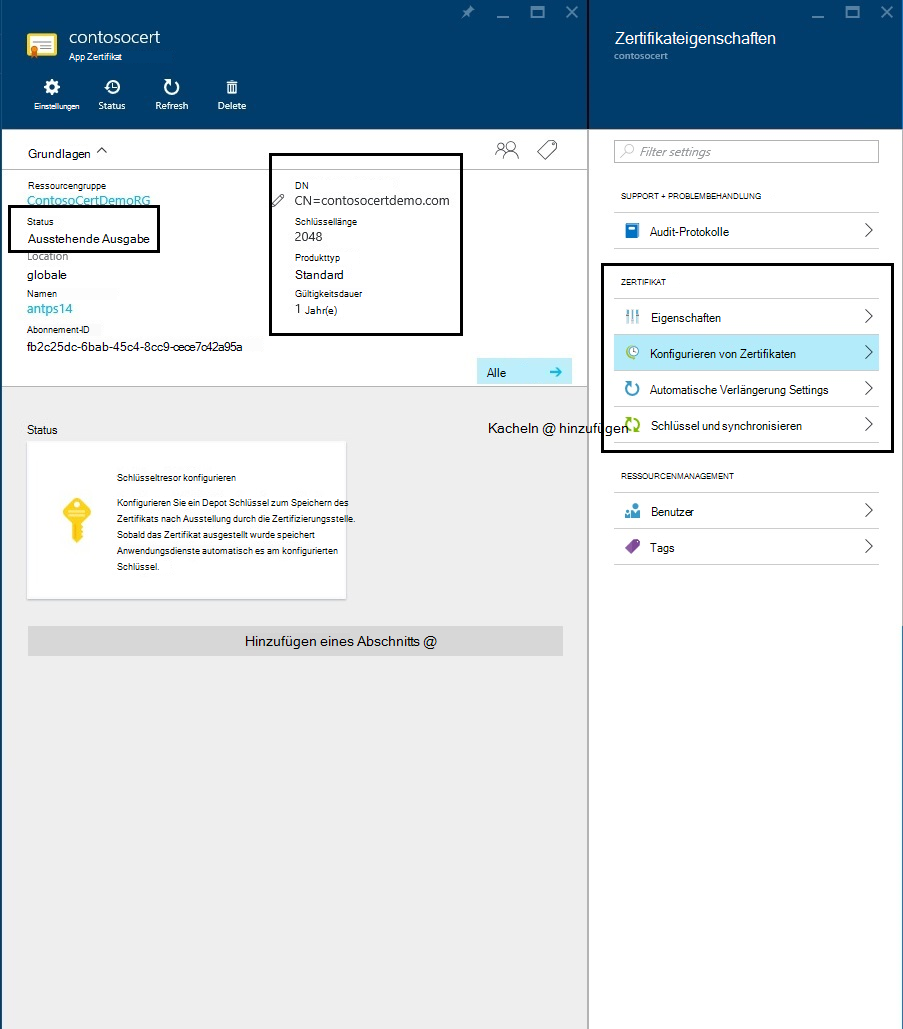 contosocert
App Zertifikat
Einstellungen
Status
Refresh
Delete
Grundlagen
Ressourcengruppe
ContosoCertDemoRG
Status
Ausstehende Ausgabe
Location
globale
Namen
antps14
Abonnement-ID
fb2c25dc-6bab-45c4-8cc9-cece7c42a95a
DN
CN=contosocertdemo.com
Schlüssellänge
2048
Produkttyp
Standard
Gültigkeitsdauer
1 Jahr(e)
Alle
Status
Kacheln @ hinzufügen
Schlüsseltresor konfigurieren
Konfigurieren Sie ein Depot Schlüssel zum Speichern des
Zertifikats nach Ausstellung durch die Zertifizierungsstelle.
Sobald das Zertifikat ausgestellt wurde speichert
Anwendungsdienste automatisch es am konfigurierten
Schlüssel.
Hinzufügen eines Abschnitts @
Zertifikateigenschaften
contosocert
Filter settings
SUPPORT + PROBLEMBEHANDLUNG
Audit-Protokolle
ZERTIFIKAT
Eigenschaften
Konfigurieren von Zertifikaten
Automatische Verlängerung Settings
Schlüssel und synchronisieren
RESSOURCENMANAGEMENT
Benutzer
Tags